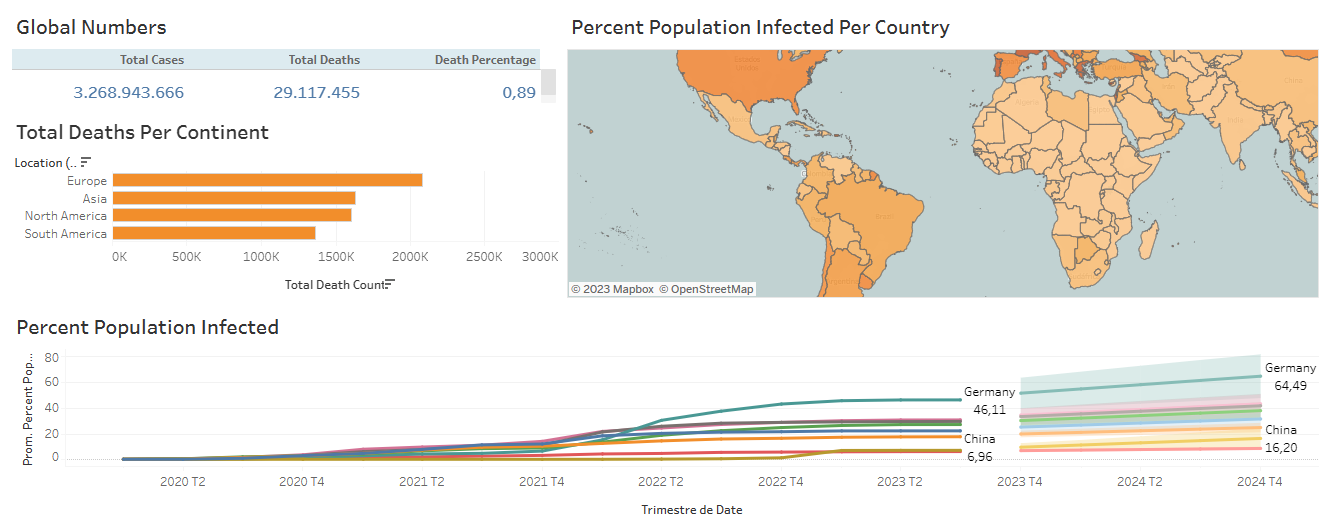 Global Numbers
Total Cases Total Deaths Death Percentage
3.268.943.666 29.117.455 0,89
Total Deaths Per Continent
Location (..
Europe
Asia
North America
South America
0K 500K 1000K 1500K 2000K 2500K 3000K
Total Death Count
Percent Population Infected Per Country
© 2023 Mapbox © OpenStreetMap
Percent Population Infected
Prom. Percent Pop...
80
60
40
20
0
Germany
46,11
China
6,96
Germany
64,49
China
16,20
2020 T2 2020 T4 2021 T2 2021 T4 2022 T2 2022 T4 2023 T2 2023 T4 2024 T2 2024 T4
Trimestre de Date